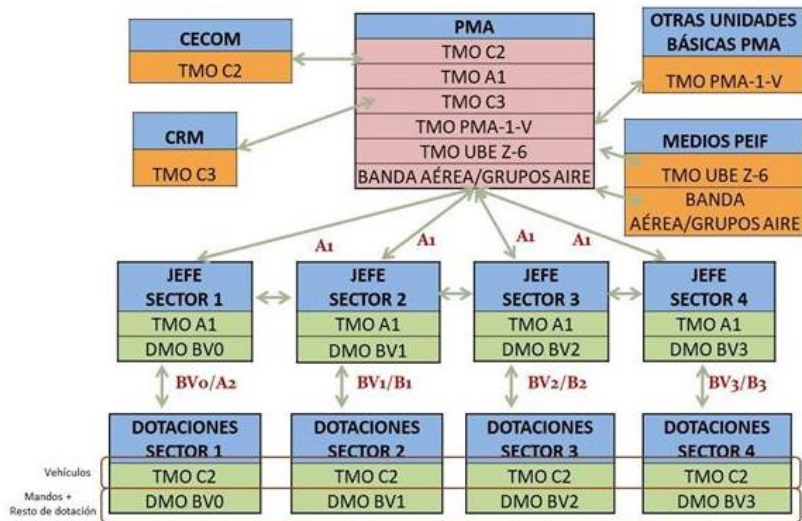 CECOM
TMO C2
PMA
TMO C2
TMO A1
TMO C3
TMO PMA-1-V
TMO UBE Z-6
BANDA AÉREA/GRUPOS AIRE
OTRAS UNIDADES
BÁSICAS PMA
TMO PMA-1-V
CRM
TMO C3
MEDIOS PEIF
TMO UBE Z-6
BANDA
AÉREA/GRUPOS AIRE
A1
A1
A1
A1
JEFE
SECTOR 1
TMO A1
DMO BV0
JEFE
SECTOR 2
TMO A1
DMO BV1
JEFE
SECTOR 3
TMO A1
DMO BV2
JEFE
SECTOR 4
TMO A1
DMO BV3
BV0/A2
BV1/B1
BV2/B2
BV3/B3
DOTACIONES
SECTOR 1
TMO C2
DMO BV0
DOTACIONES
SECTOR 2
TMO C2
DMO BV1
DOTACIONES
SECTOR 3
TMO C2
DMO BV2
DOTACIONES
SECTOR 4
TMO C2
DMO BV3
Vehículos
Mandos +
Resto de dotación